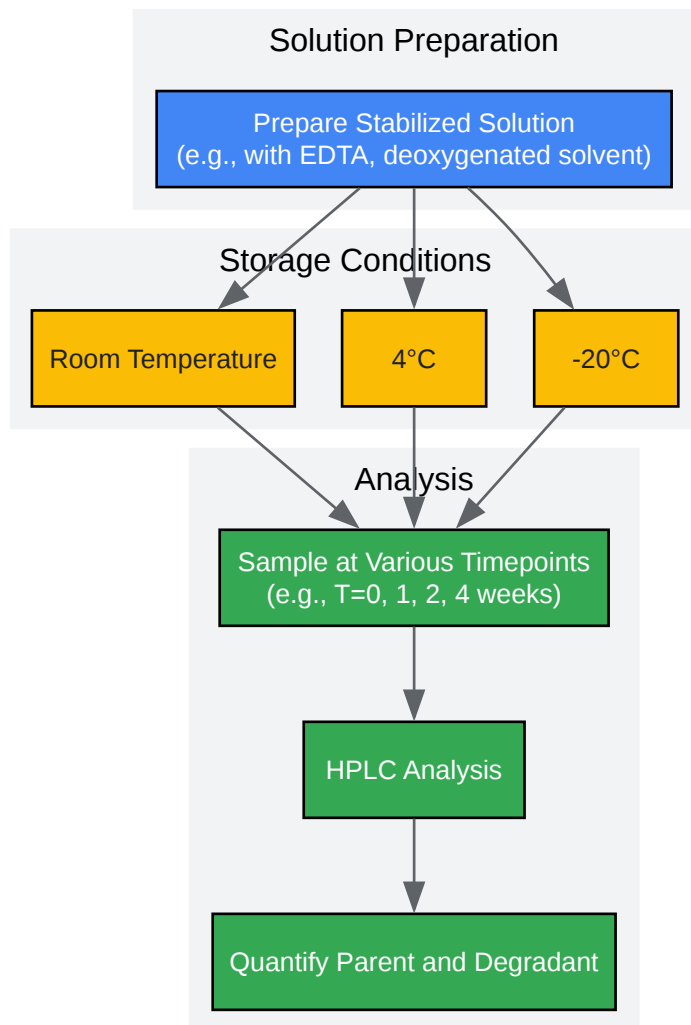 Solution Preparation
Prepare Stabilized Solution
(e.g., with EDTA, deoxygenated solvent)
Storage Conditions
Room Temperature
4°C
-20°C
Analysis
Sample at Various Timepoints
(e.g., T=0, 1, 2, 4 weeks)
HPLC Analysis
Quantify Parent and Degradant